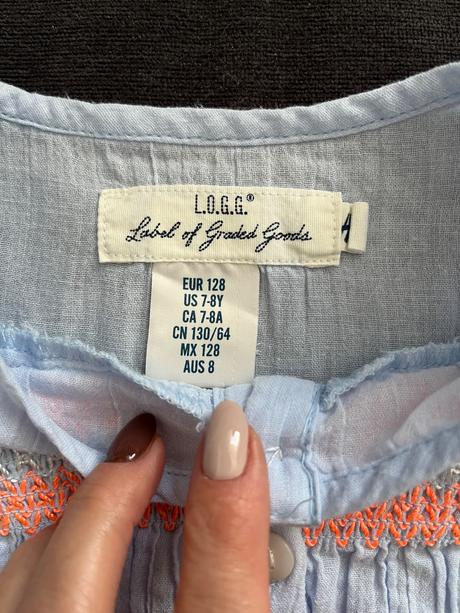 L.O.G.G.®
Label of Graded Goods
EUR 128
US 7-8Y
CA 7-8A
CN 130/64
MX 128
AUS 8